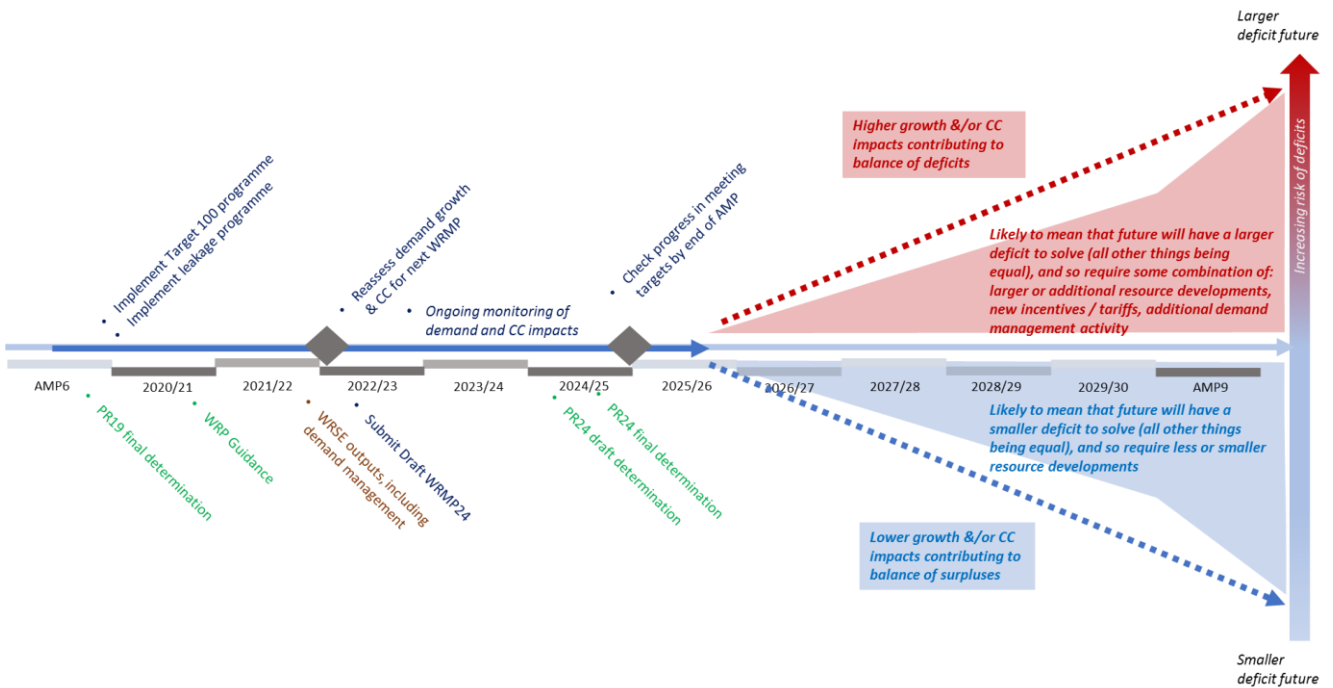 Larger
deficit future
Increasing risk of deficits
Higher growth &/or CC
impacts contributing to
balance of deficits
Likely to mean that future will have a larger
deficit to solve (all other things being
equal), and so require some combination of:
larger or additional resource developments,
new incentives / tariffs, additional demand
management activity
• Implement Target 100 programme
• Implement leakage programme
• Reassess demand growth
& CC for next WRMP
• Ongoing monitoring of
demand and CC impacts
• Check progress in meeting
targets by end of AMP
AMP6 2020/21 2021/22 2022/23 2023/24 2024/25 2025/26 2026/27 2027/28 2028/29 2029/30 AMP9
• PR19 final determination
• WRP Guidance
• WRSE outputs, including
demand management
• Submit Draft WRMP24
• PR24 draft determination
• PR24 final determination
Likely to mean that future will have a
smaller deficit to solve (all other things
being equal), and so require less or smaller
resource developments
Lower growth &/or CC
impacts contributing to
balance of surpluses
Smaller
deficit future